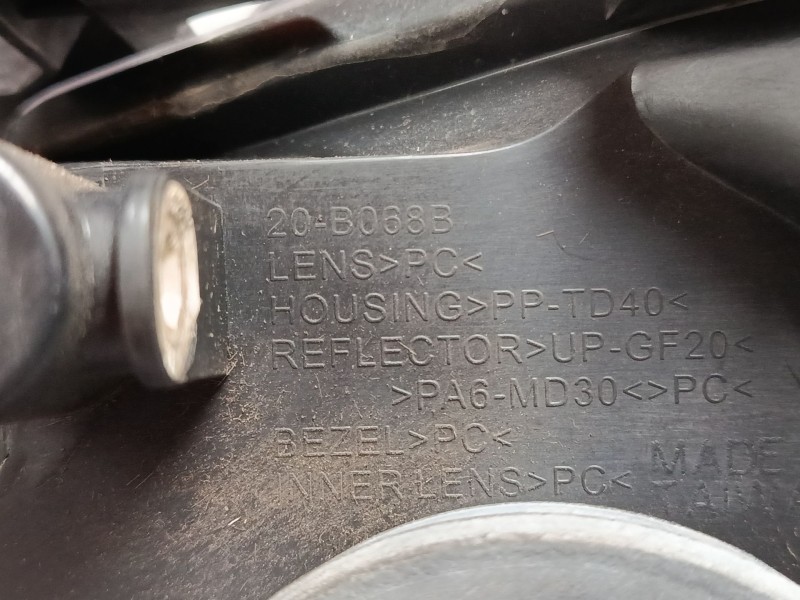 20-B068B
LENS>PC<
HOUSING>PP-TD40<
REFLECTOR>UP-GF20<
>PA6-MD30<>PC<
BEZEL>PC<
INNER LENS>PC<
MADE